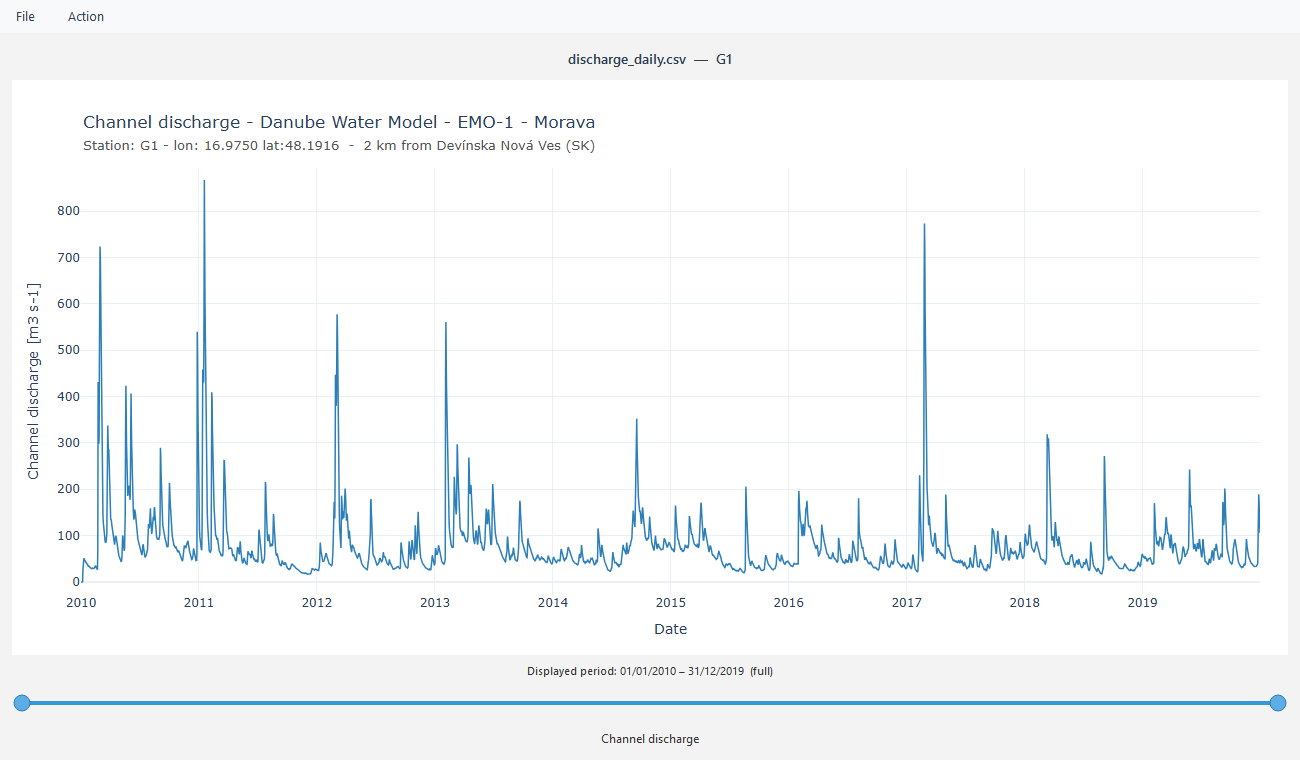 File Action
discharge_daily.csv — G1
Channel discharge - Danube Water Model - EMO-1 - Morava
Station: G1 - lon: 16.9750 lat:48.1916 - 2 km from Devínska Nová Ves (SK)
Channel discharge [m3 s-1]
800
700
600
500
400
300
200
100
0
2010 2011 2012 2013 2014 2015 2016 2017 2018 2019
Date
Displayed period: 01/01/2010 – 31/12/2019 (full)
Channel discharge